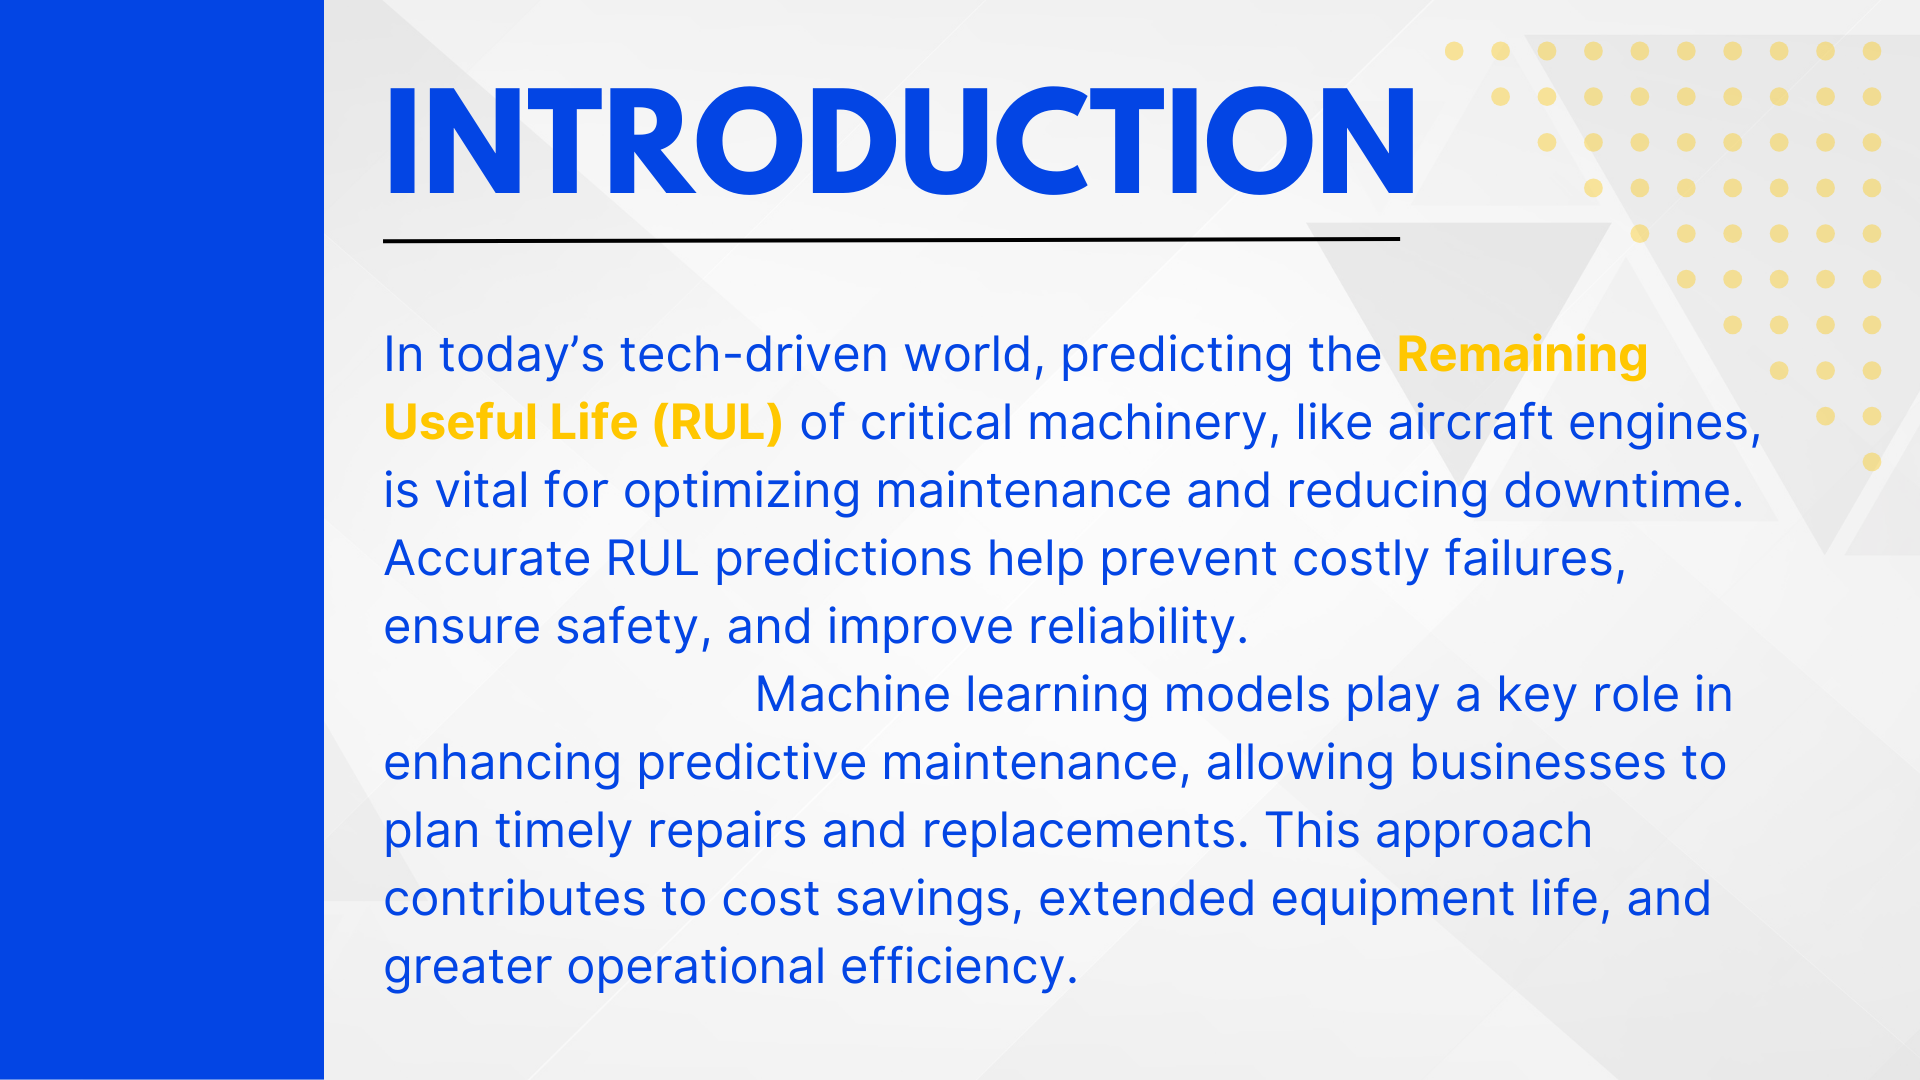 INTRODUCTION
In today’s tech-driven world, predicting the Remaining
Useful Life (RUL) of critical machinery, like aircraft engines,
is vital for optimizing maintenance and reducing downtime.
Accurate RUL predictions help prevent costly failures,
ensure safety, and improve reliability.
Machine learning models play a key role in
enhancing predictive maintenance, allowing businesses to
plan timely repairs and replacements. This approach
contributes to cost savings, extended equipment life, and
greater operational efficiency.